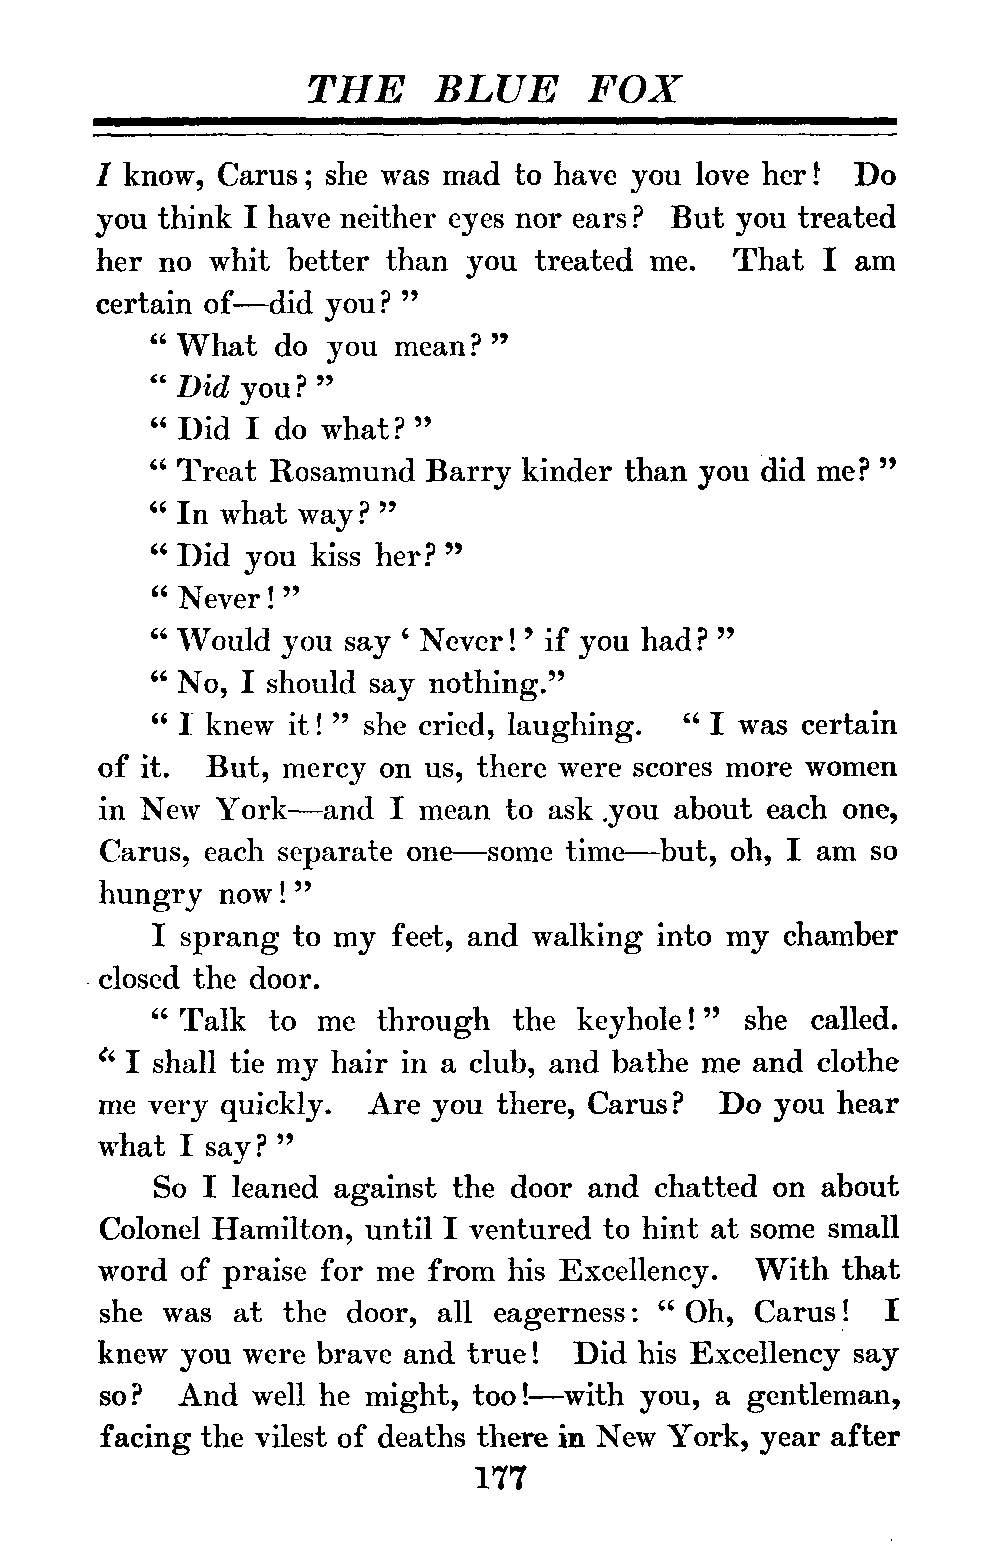 THE BLUE FOX
I know, Carus; she was mad to have you love her! Do
you think I have neither eyes nor ears? But you treated
her no whit better than you treated me. That I am
certain of—did you?”
“What do you mean?”
“Did you?”
“Did I do what?”
“Treat Rosamund Barry kinder than you did me?”
“In what way?”
“Did you kiss her?”
“Never!”
“Would you say ‘Never!’ if you had?”
“No, I should say nothing.”
“I knew it!” she cried, laughing. “I was certain
of it. But, mercy on us, there were scores more women
in New York—and I mean to ask you about each one,
Carus, each separate one—some time—but, oh, I am so
hungry now!”
I sprang to my feet, and walking into my chamber
closed the door.
“Talk to me through the keyhole!” she called.
“I shall tie my hair in a club, and bathe me and clothe
me very quickly. Are you there, Carus? Do you hear
what I say?”
So I leaned against the door and chatted on about
Colonel Hamilton, until I ventured to hint at some small
word of praise for me from his Excellency. With that
she was at the door, all eagerness: “Oh, Carus! I
knew you were brave and true! Did his Excellency say
so? And well he might, too!—with you, a gentleman,
facing the vilest of deaths there in New York, year after
177